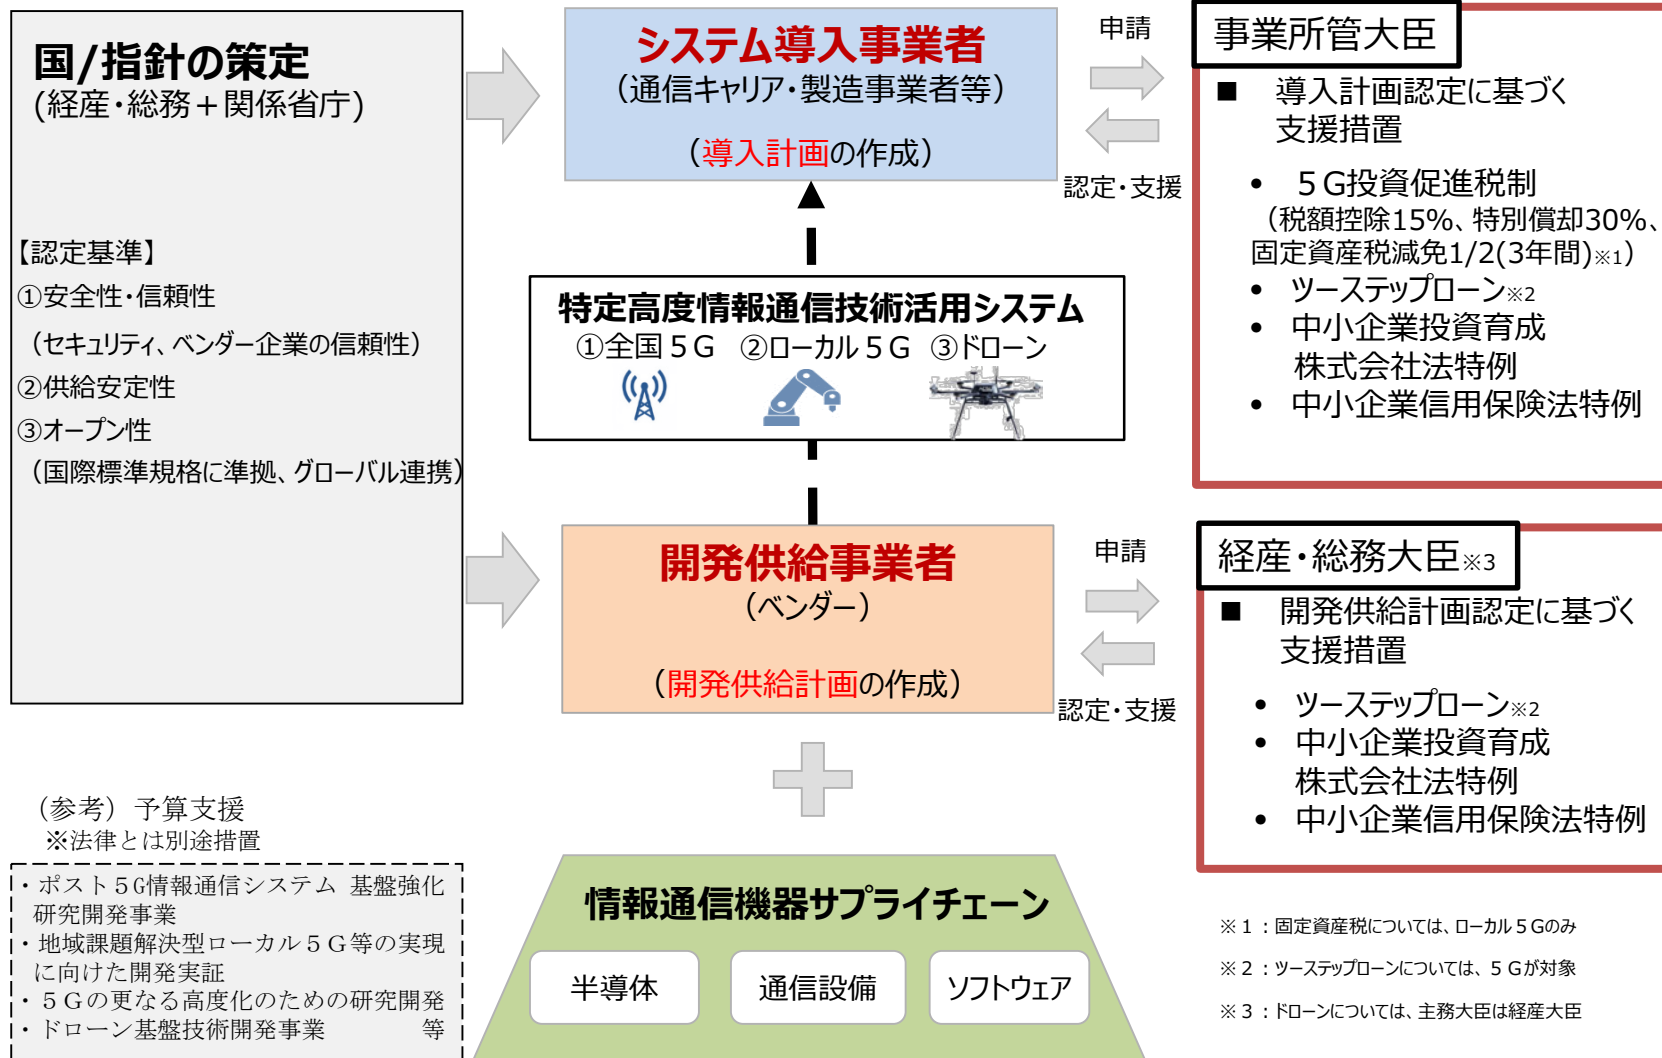 国/指針の策定
(経産・総務＋関係省庁)
【認定基準】
①安全性・信頼性
（セキュリティ、ベンダー企業の信頼性）
②供給安定性
③オープン性
（国際標準規格に準拠、グローバル連携）
システム導入事業者
（通信キャリア・製造事業者等）
（導入計画の作成）
申請
認定・支援
事業所管大臣
■ 導入計画認定に基づく
支援措置
• ５G投資促進税制
（税額控除15%、特別償却30%、
固定資産税減免1/2(3年間)※1）
• ツーステップローン※2
• 中小企業投資育成
株式会社法特例
• 中小企業信用保険法特例
特定高度情報通信技術活用システム
①全国５G ②ローカル５G ③ドローン
開発供給事業者
（ベンダー）
（開発供給計画の作成）
申請
認定・支援
経産・総務大臣※3
■ 開発供給計画認定に基づく
支援措置
• ツーステップローン※2
• 中小企業投資育成
株式会社法特例
• 中小企業信用保険法特例
（参考）予算支援
※法律とは別途措置
・ポスト５G情報通信システム 基盤強化
研究開発事業
・地域課題解決型ローカル５Ｇ等の実現
に向けた開発実証
・５Ｇの更なる高度化のための研究開発
・ドローン基盤技術開発事業 等
情報通信機器サプライチェーン
半導体
通信設備
ソフトウェア
※１：固定資産税については、ローカル５Gのみ
※２：ツーステップローンについては、５Gが対象
※３：ドローンについては、主務大臣は経産大臣